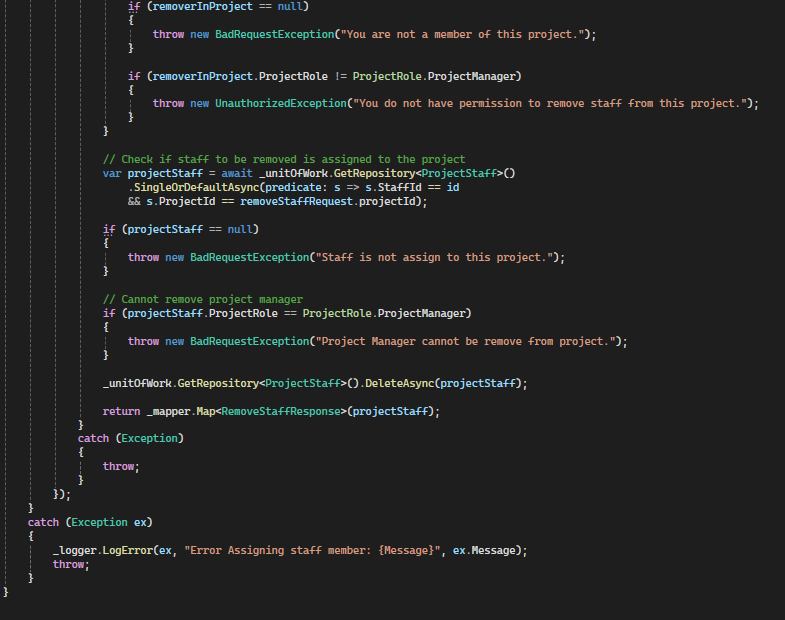 if (removerInProject == null)
{
throw new BadRequestException("You are not a member of this project.");
}
if (removerInProject.ProjectRole != ProjectRole.ProjectManager)
{
throw new UnauthorizedException("You do not have permission to remove staff from this project.");
}
}
// Check if staff to be removed is assigned to the project
var projectStaff = await _unitOfWork.GetRepository<ProjectStaff>()
.SingleOrDefaultAsync(predicate: s => s.StaffId == id
&& s.ProjectId == removeStaffRequest.projectId);
if (projectStaff == null)
{
throw new BadRequestException("Staff is not assign to this project.");
}
// Cannot remove project manager
if (projectStaff.ProjectRole == ProjectRole.ProjectManager)
{
throw new BadRequestException("Project Manager cannot be remove from project.");
}
_unitOfWork.GetRepository<ProjectStaff>().DeleteAsync(projectStaff);
return _mapper.Map<RemoveStaffResponse>(projectStaff);
}
catch (Exception)
{
throw;
}
});
}
catch (Exception ex)
{
_logger.LogError(ex, "Error Assigning staff member: {Message}", ex.Message);
throw;
}
}